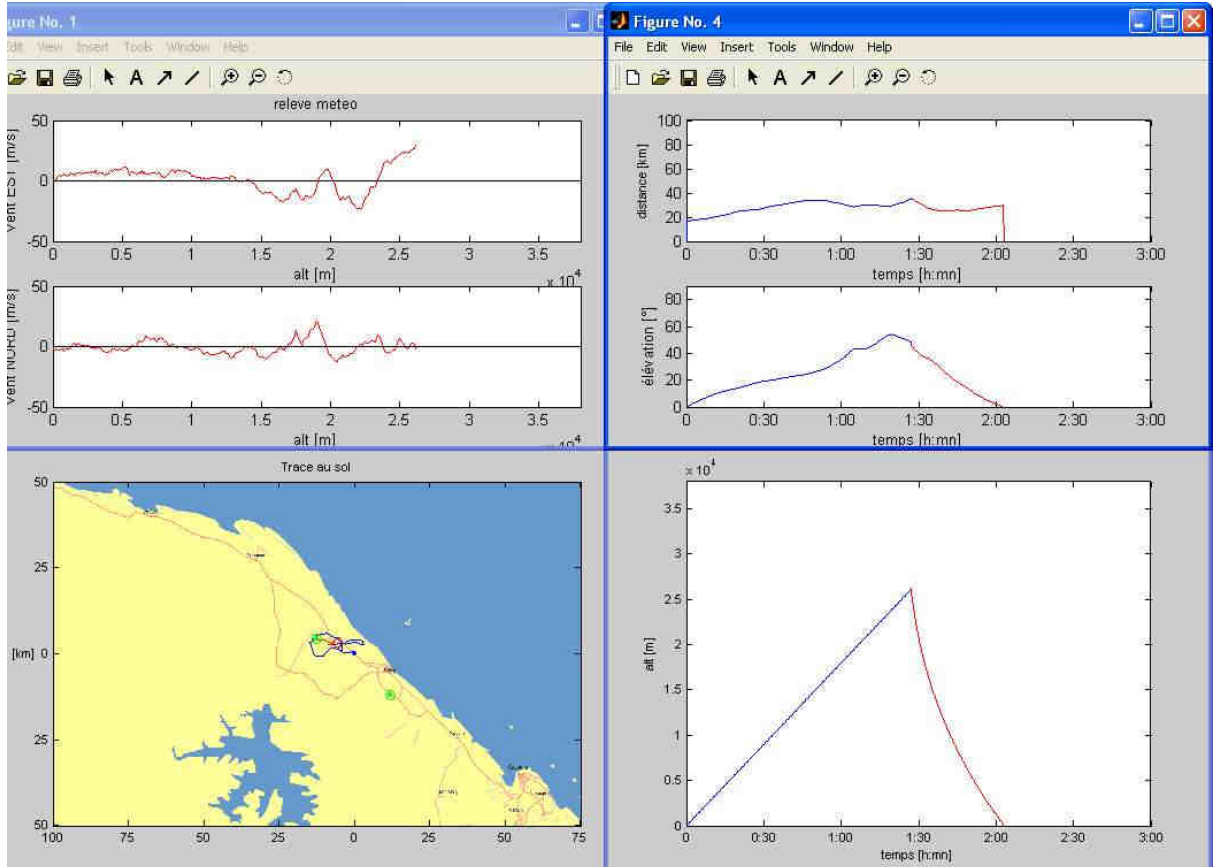 gure No. 1
Edit View Insert Tools Window Help
releve meteo
Vent EST [m/s]
50
0
-50
0 0.5 1 1.5 2 2.5 3 3.5
alt [m]
x 10^4
Vent NORD [m/s]
50
0
-50
0 0.5 1 1.5 2 2.5 3 3.5
alt [m]
Figure No. 4
File Edit View Insert Tools Window Help
distance [km]
100
80
60
40
20
0
0 0:30 1:00 1:30 2:00 2:30 3:00
temps [h:mn]
élévation [°]
80
60
40
20
0
0 0:30 1:00 1:30 2:00 2:30 3:00
temps [h:mn]
Trace au sol
50
25
[km] 0
25
50
100 75 50 25 0 25 50 75
x 10^4
alt [m]
3.5
3
2.5
2
1.5
1
0.5
0
0 0:30 1:00 1:30 2:00 2:30 3:00
temps [h:mn]